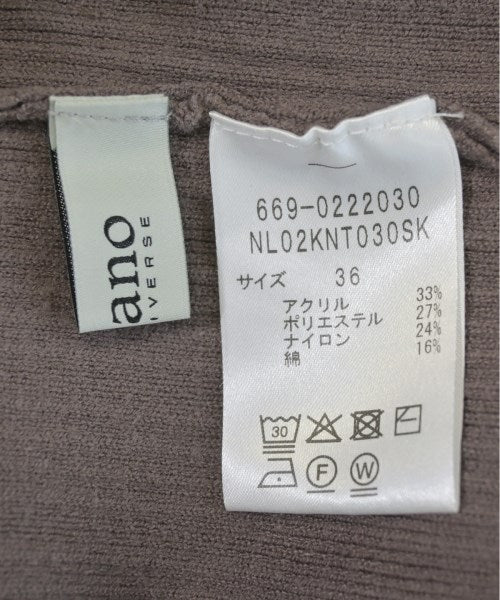 ano
IVERSE
669-0222030
NL02KNT030SK
サイズ 36
アクリル 33%
ポリエステル 27%
ナイロン 24%
綿 16%
30
F W